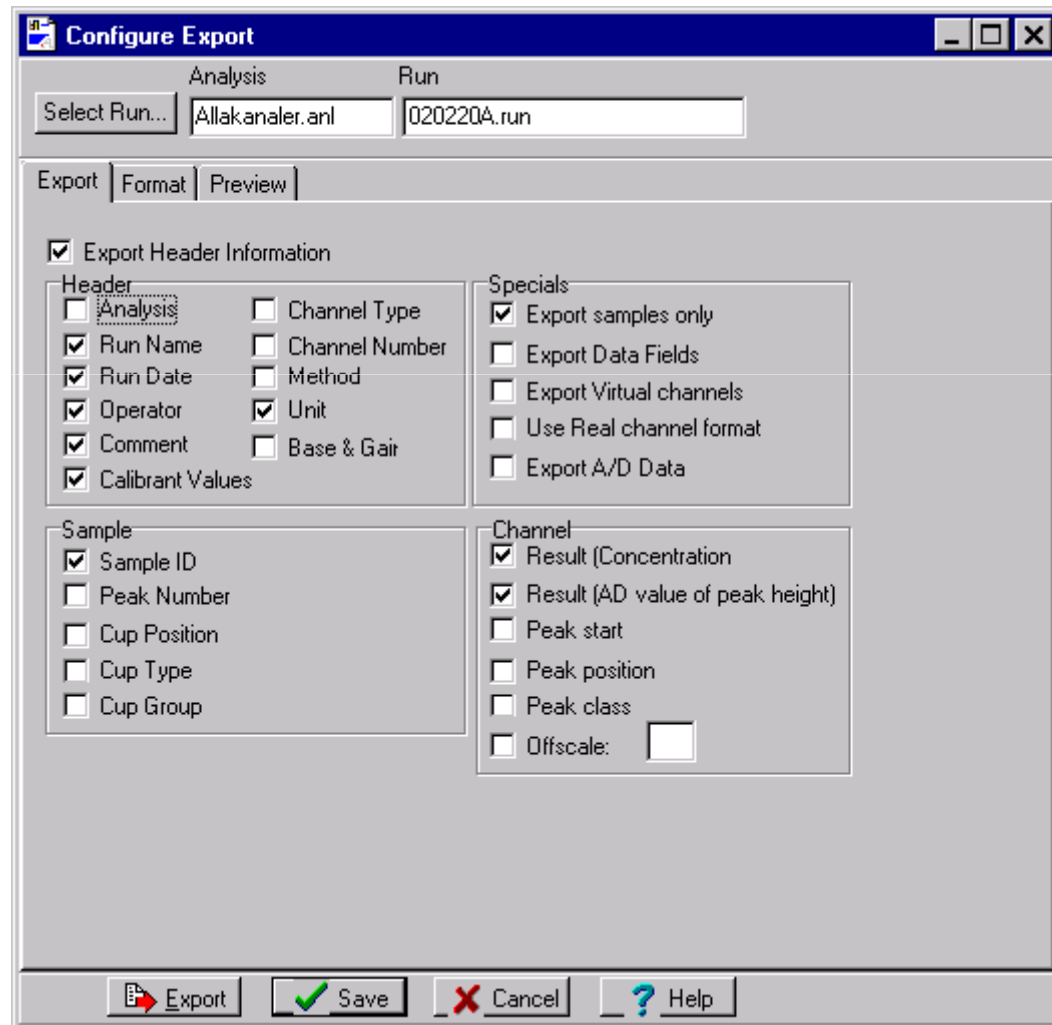 Configure Export
Analysis Run
Select Run... Allakanaler.anl 020220A.run
Export Format Preview
Export Header Information
Header
Analysis Channel Type
Run Name Channel Number
Run Date Method
Operator Unit
Comment Base & Gair
Calibrant Values
Specials
Export samples only
Export Data Fields
Export Virtual channels
Use Real channel format
Export A/D Data
Sample
Sample ID
Peak Number
Cup Position
Cup Type
Cup Group
Channel
Result (Concentration
Result (AD value of peak height)
Peak start
Peak position
Peak class
Offscale:
Export Save Cancel Help